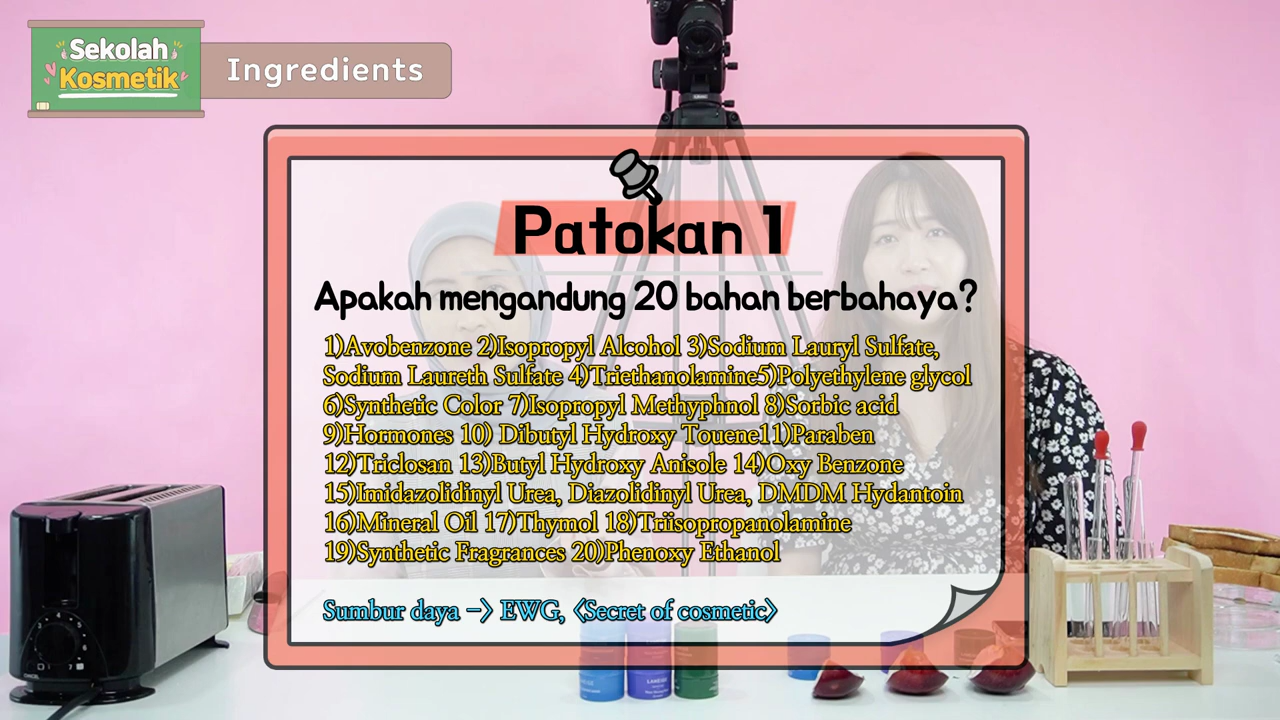 Sekolah
Kosmetik
Ingredients
Patokan 1
Apakah mengandung 20 bahan berbahaya?
1)Avobenzone 2)Isopropyl Alcohol 3)Sodium Lauryl Sulfate,
Sodium Laureth Sulfate 4)Triethanolamine5)Polyethylene glycol
6)Synthetic Color 7)Isopropyl Methyphnol 8)Sorbic acid
9)Hormones 10) Dibutyl Hydroxy Touene11)Paraben
12)Triclosan 13)Butyl Hydroxy Anisole 14)Oxy Benzone
15)Imidazolidinyl Urea, Diazolidinyl Urea, DMDM Hydantoin
16)Mineral Oil 17)Thymol 18)Triisopropanolamine
19)Synthetic Fragrances 20)Phenoxy Ethanol
Sumbur daya -> EWG, <Secret of cosmetic>
LANEIGE